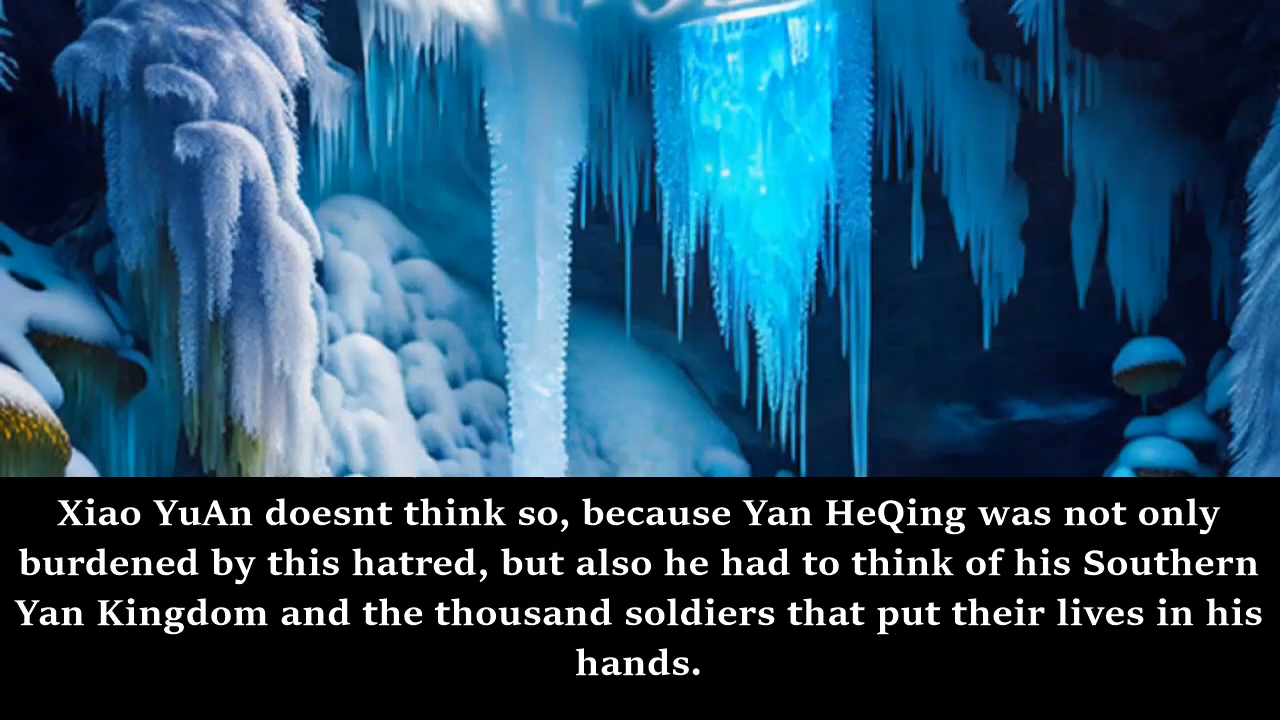 Xiao YuAn doesnt think so, because Yan HeQing was not only
burdened by this hatred, but also he had to think of his Southern
Yan Kingdom and the thousand soldiers that put their lives in his
hands.